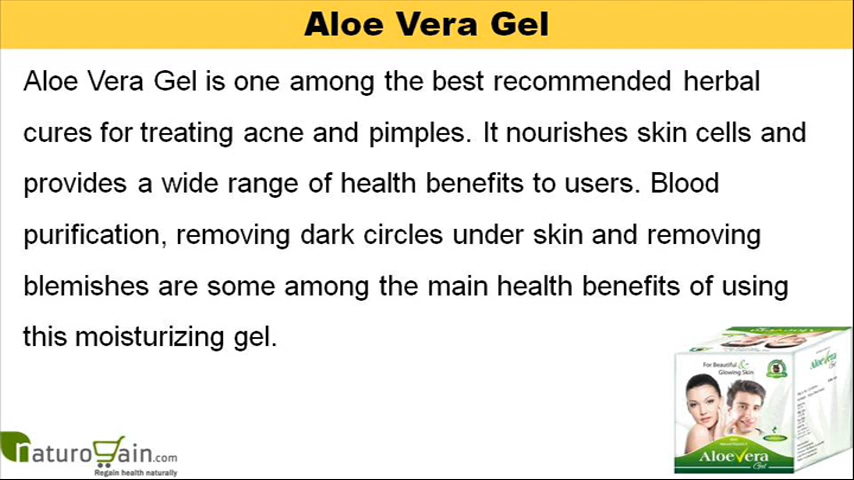 Aloe Vera Gel
Aloe Vera Gel is one among the best recommended herbal
cures for treating acne and pimples. It nourishes skin cells and
provides a wide range of health benefits to users. Blood
purification, removing dark circles under skin and removing
blemishes are some among the main health benefits of using
this moisturizing gel.
For Beautiful &
Glowing Skin
Aloe Vera
Gel
Aloe Vera
Gel
naturogain.com
Regain health naturally